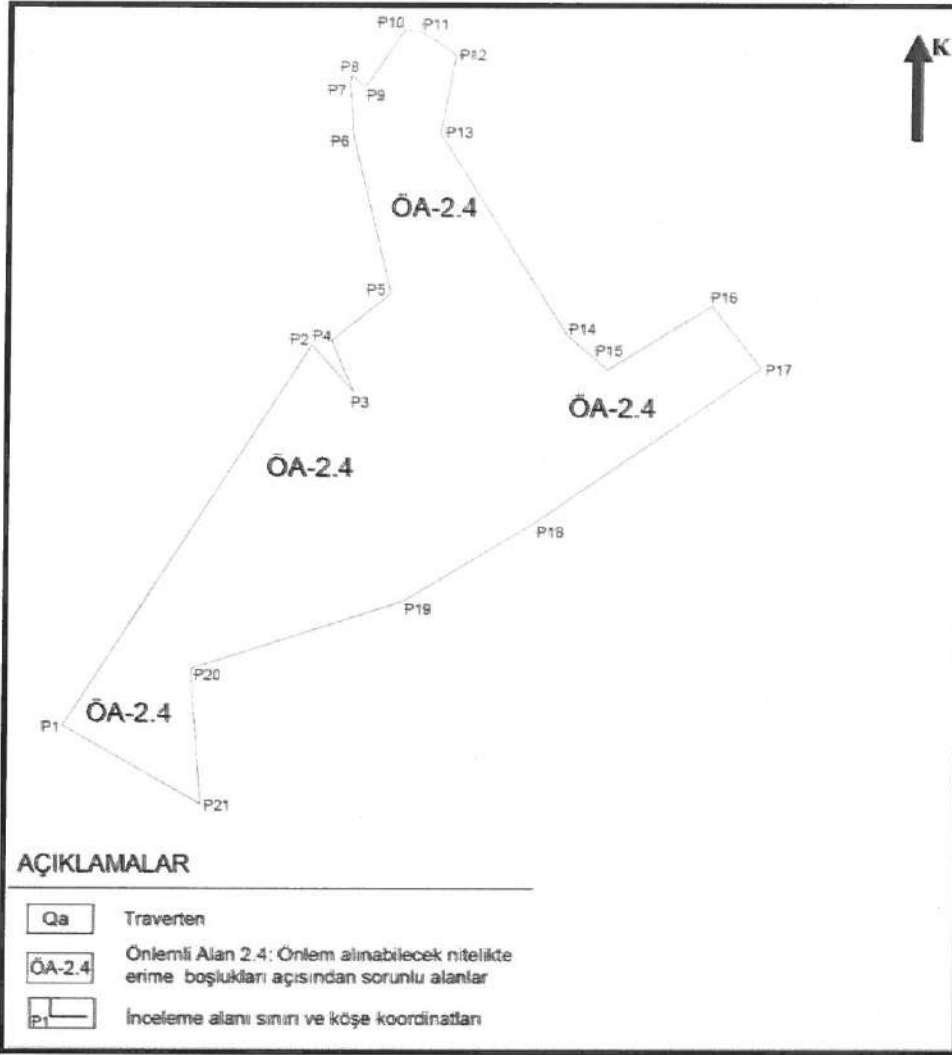 P10 P11
P12
K
P8
P7 P9
P6 P13
ÖA-2.4
P5
P16
P14
P2 P4
P15
P17
P3
ÖA-2.4
ÖA-2.4
P18
P19
P20
ÖA-2.4
P1
P21
AÇIKLAMALAR
Qa Traverten
ÖA-2.4 Önlemli Alan 2.4: Önlem alınabilecek nitelikte
erime boşlukları açısından sorunlu alanlar
P1 İnceleme alanı sınırı ve köşe koordinatları